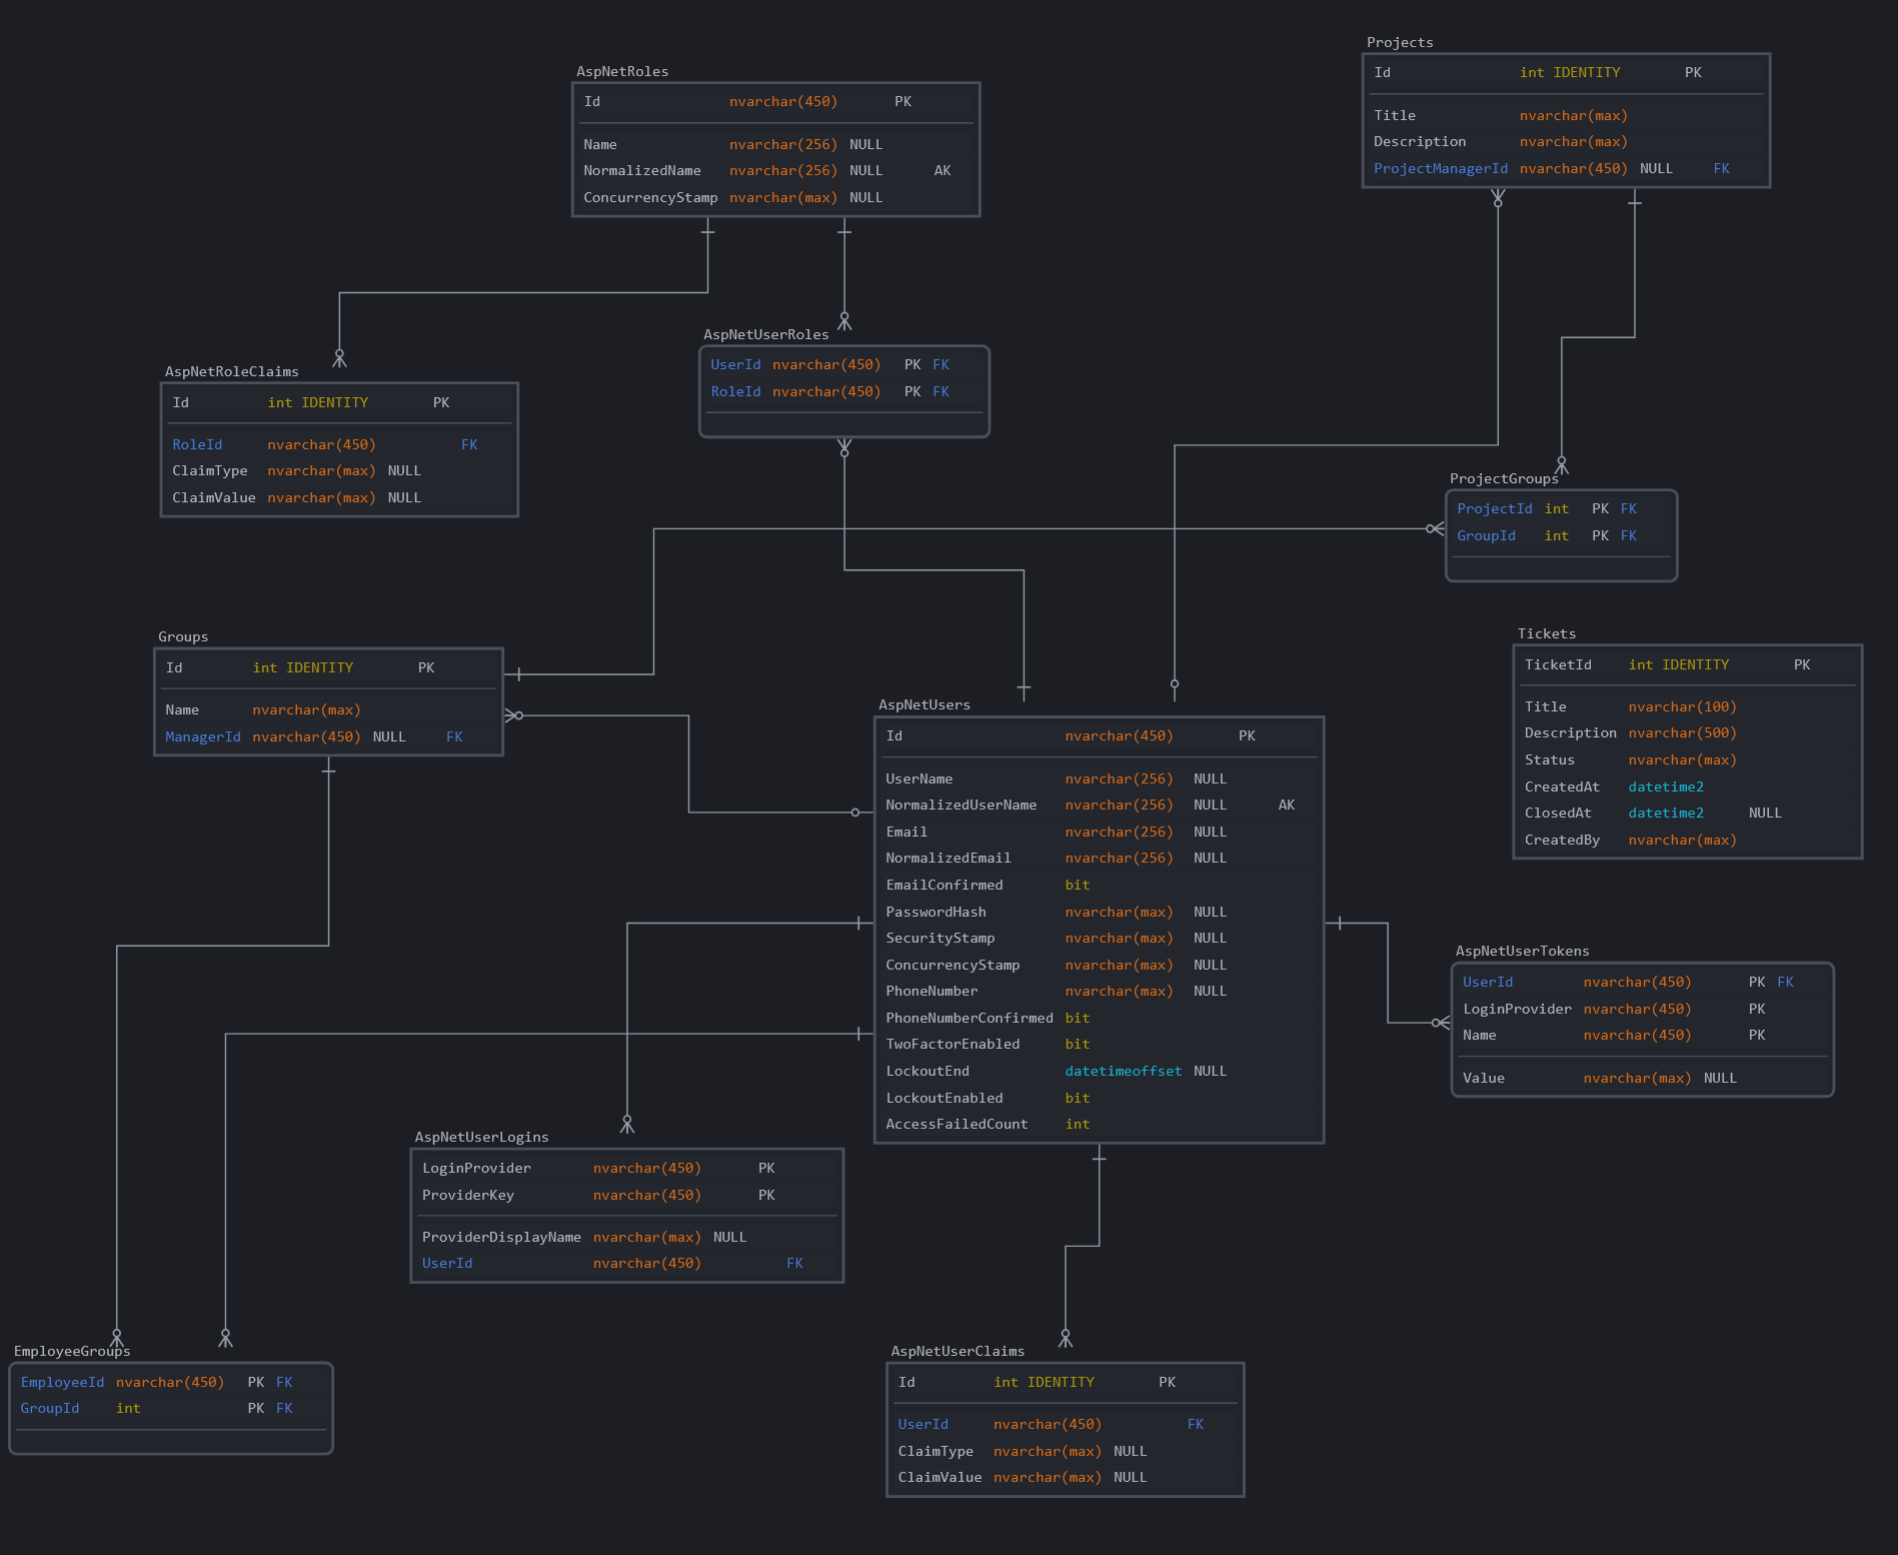 Projects
Id int IDENTITY PK
Title nvarchar(max)
Description nvarchar(max)
ProjectManagerId nvarchar(450) NULL FK
AspNetRoles
Id nvarchar(450) PK
Name nvarchar(256) NULL
NormalizedName nvarchar(256) NULL AK
ConcurrencyStamp nvarchar(max) NULL
AspNetUserRoles
UserId nvarchar(450) PK FK
RoleId nvarchar(450) PK FK
AspNetRoleClaims
Id int IDENTITY PK
RoleId nvarchar(450) FK
ClaimType nvarchar(max) NULL
ClaimValue nvarchar(max) NULL
ProjectGroups
ProjectId int PK FK
GroupId int PK FK
Groups
Id int IDENTITY PK
Name nvarchar(max)
ManagerId nvarchar(450) NULL FK
Tickets
TicketId int IDENTITY PK
Title nvarchar(100)
Description nvarchar(500)
Status nvarchar(max)
CreatedAt datetime2
ClosedAt datetime2 NULL
CreatedBy nvarchar(max)
AspNetUsers
Id nvarchar(450) PK
UserName nvarchar(256) NULL
NormalizedUserName nvarchar(256) NULL AK
Email nvarchar(256) NULL
NormalizedEmail nvarchar(256) NULL
EmailConfirmed bit
PasswordHash nvarchar(max) NULL
SecurityStamp nvarchar(max) NULL
ConcurrencyStamp nvarchar(max) NULL
PhoneNumber nvarchar(max) NULL
PhoneNumberConfirmed bit
TwoFactorEnabled bit
LockoutEnd datetimeoffset NULL
LockoutEnabled bit
AccessFailedCount int
AspNetUserTokens
UserId nvarchar(450) PK FK
LoginProvider nvarchar(450) PK
Name nvarchar(450) PK
Value nvarchar(max) NULL
AspNetUserLogins
LoginProvider nvarchar(450) PK
ProviderKey nvarchar(450) PK
ProviderDisplayName nvarchar(max) NULL
UserId nvarchar(450) FK
EmployeeGroups
EmployeeId nvarchar(450) PK FK
GroupId int PK FK
AspNetUserClaims
Id int IDENTITY PK
UserId nvarchar(450) FK
ClaimType nvarchar(max) NULL
ClaimValue nvarchar(max) NULL